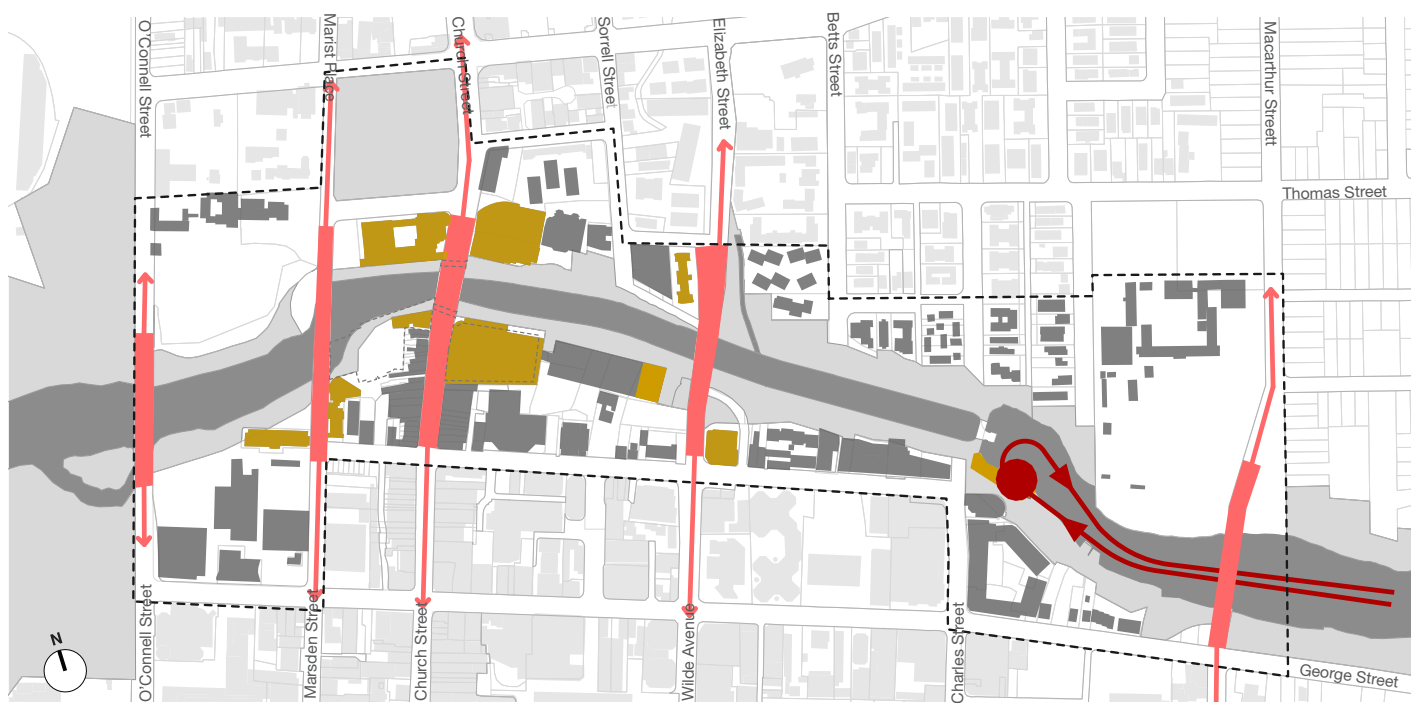 O'Connell Street
Marist Place
Church Street
Sorrell Street
Elizabeth Street
Betts Street
Macarthur Streett
Thomas Street
N
O'Connell Street
Marsden Street
Church Street
Wilde Avenue
Charles Street
George Street